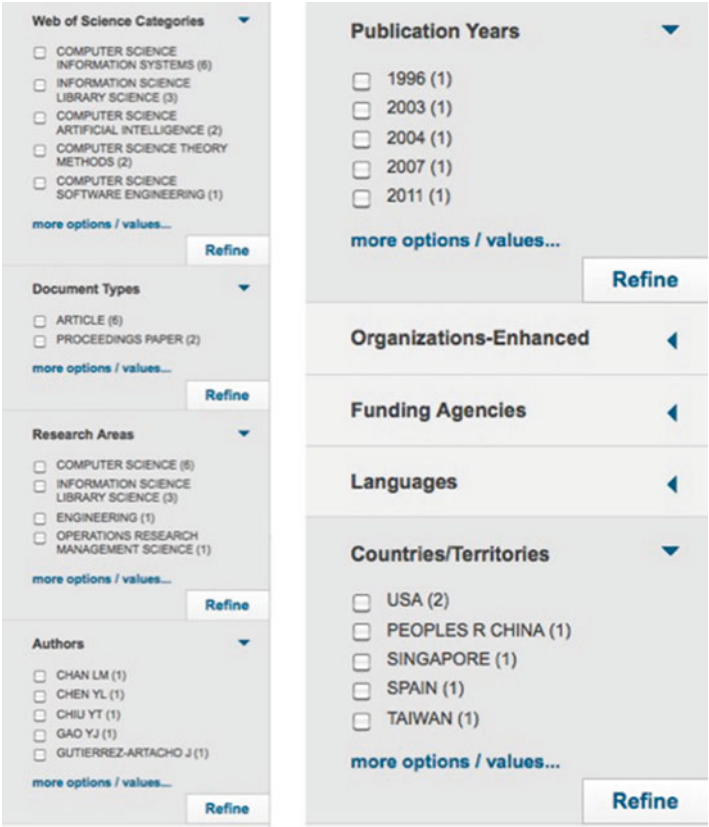 Web of Science Categories
COMPUTER SCIENCE
INFORMATION SYSTEMS (6)
INFORMATION SCIENCE
LIBRARY SCIENCE (3)
COMPUTER SCIENCE
ARTIFICIAL INTELLIGENCE (2)
COMPUTER SCIENCE THEORY
METHODS (2)
COMPUTER SCIENCE
SOFTWARE ENGINEERING (1)
more options / values...
Refine
Document Types
ARTICLE (6)
PROCEEDINGS PAPER (2)
more options / values...
Refine
Research Areas
COMPUTER SCIENCE (6)
INFORMATION SCIENCE
LIBRARY SCIENCE (3)
ENGINEERING (1)
OPERATIONS RESEARCH
MANAGEMENT SCIENCE (1)
more options / values...
Refine
Authors
CHAN LM (1)
CHEN YL (1)
CHIU YT (1)
GAO YJ (1)
GUTIERREZ-ARTACHO J (1)
more options / values...
Refine
Publication Years
1996 (1)
2003 (1)
2004 (1)
2007 (1)
2011 (1)
more options / values...
Refine
Organizations-Enhanced
Funding Agencies
Languages
Countries/Territories
USA (2)
PEOPLES R CHINA (1)
SINGAPORE (1)
SPAIN (1)
TAIWAN (1)
more options / values...
Refine